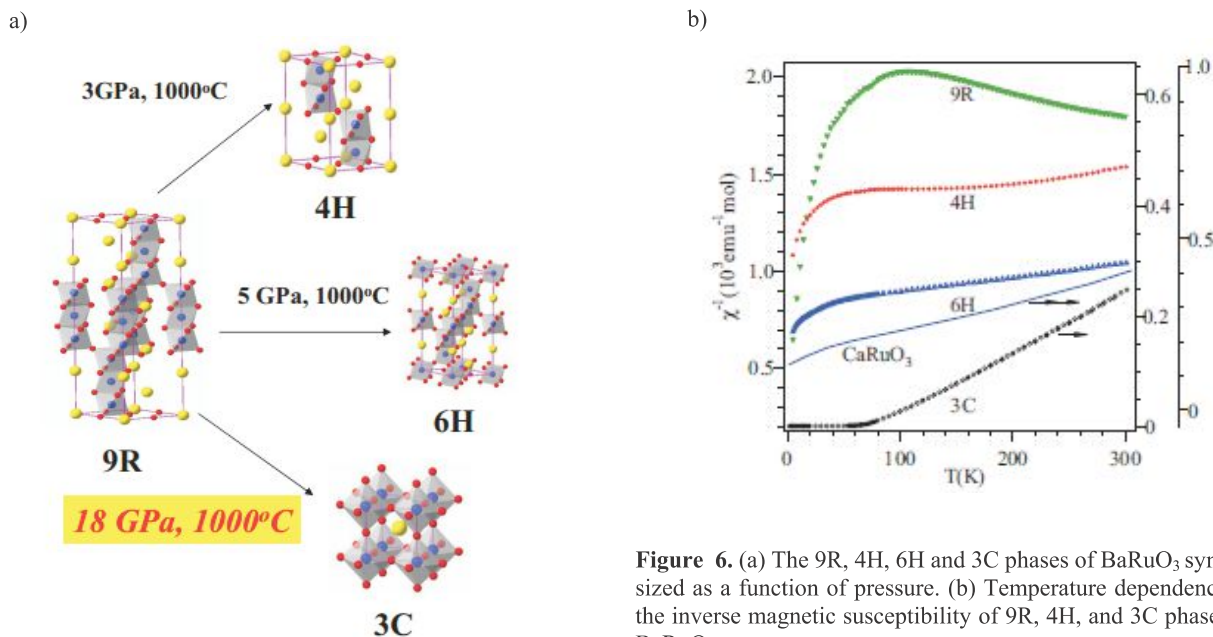 a)
3GPa, 1000°C
4H
5 GPa, 1000°C
6H
9R
18 GPa, 1000°C
3C
b)
χ⁻¹ (10³emu⁻¹ mol)
2.0
1.5
1.0
0.5
9R
4H
6H
CaRuO₃
3C
0.6
0.4
0.2
0
1.0
0.5
0
0
100
200
300
T(K)
Figure 6. (a) The 9R, 4H, 6H and 3C phases of BaRuO₃ syn
sized as a function of pressure. (b) Temperature dependenc
the inverse magnetic susceptibility of 9R, 4H, and 3C phase